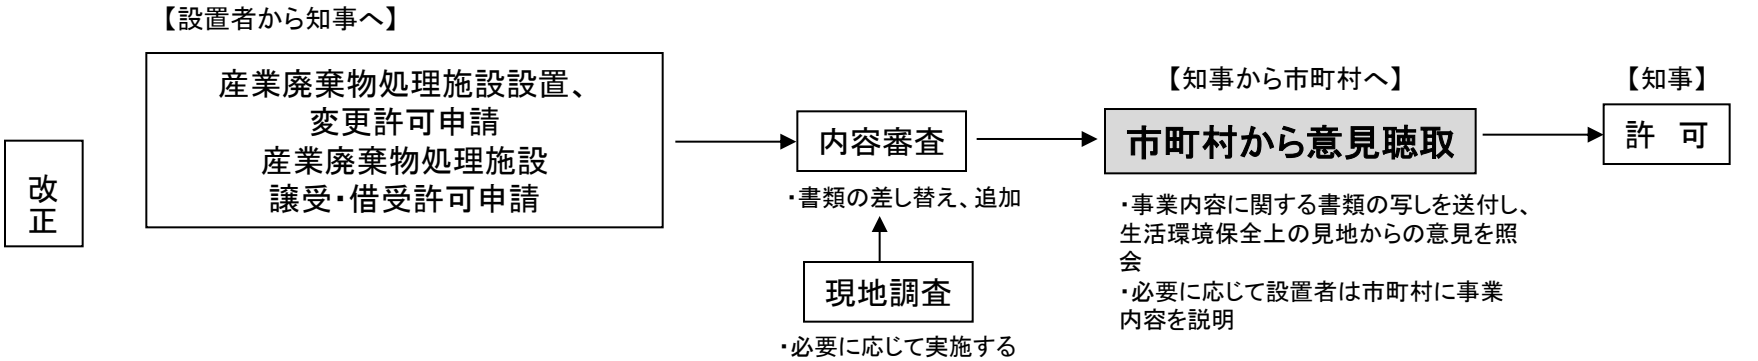 改
正
【設置者から知事へ】
産業廃棄物処理施設設置、
変更許可申請
産業廃棄物処理施設
譲受・借受許可申請
内容審査
・書類の差し替え、追加
現地調査
・必要に応じて実施する
【知事から市町村へ】
市町村から意見聴取
・事業内容に関する書類の写しを送付し、
生活環境保全上の見地からの意見を照
会
・必要に応じて設置者は市町村に事業
内容を説明
【知事】
許　可